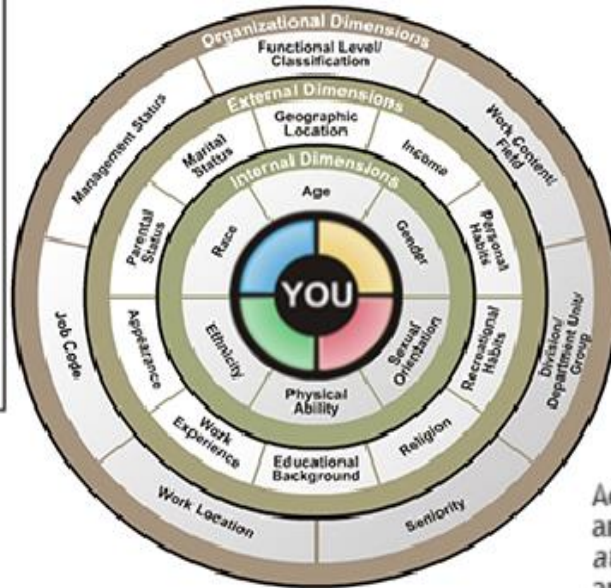 Organizational Dimensions
Functional Level/
Classification
Management Status
Work Content/
Field
Job Code
Division/
Department Unit/
Group
Work Location
Seniority
External Dimensions
Geographic
Location
Marital
Status
Income
Parental
Status
Personal
Habits
Appearance
Recreational
Habits
Work
Experience
Educational
Background
Religion
Internal Dimensions
Age
Race
Gender
Ethnicity
Sexual
Orientation
Physical
Ability
YOU